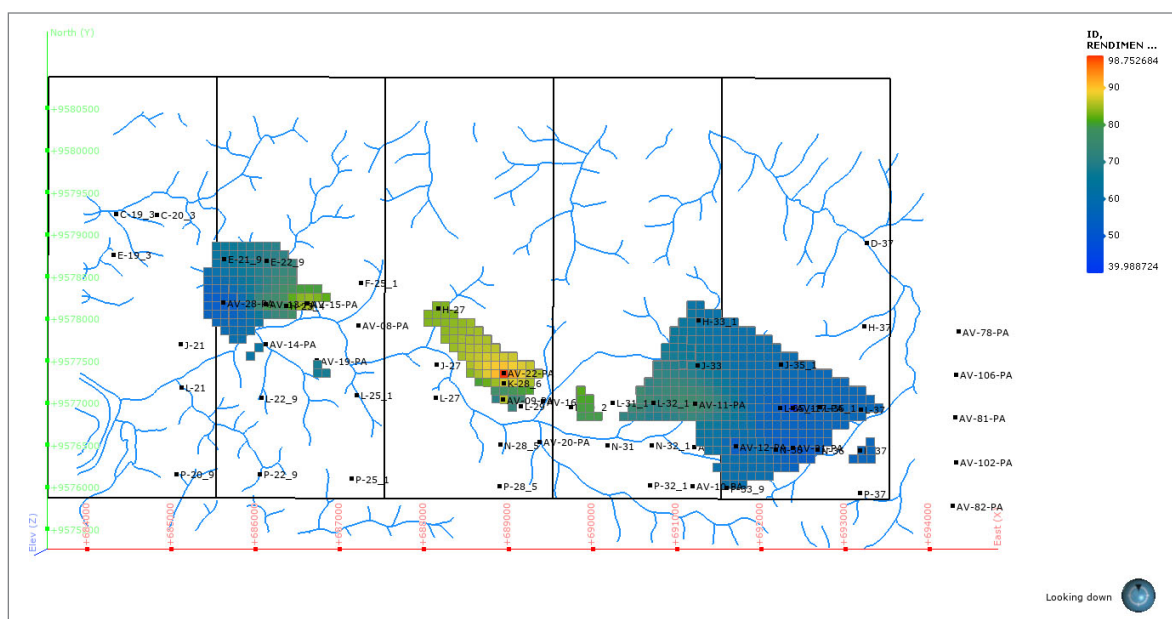 ID,
RENDIMEN ...
98.752684
90
80
70
60
50
39.988724
North (Y)
+9580500
+9580000
+9579500
+9579000
+9578500
+9578000
+9577500
+9577000
+9576500
+9576000
C-19_3
C-20_3
E-19_3
E-21_9
E-22_9
D-37
F-25_1
AV-28-PA
AV-15-PA
H-27
AV-08-PA
H-33_1
H-37
AV-78-PA
J-21
AV-14-PA
AV-19-PA
J-27
AV-22-PA
J-33
J-35_1
AV-106-PA
K-28_6
L-21
L-22_9
L-25_1
L-27
AV-09-PA
L-29
AV-16
2
L-31_1
L-32_1
AV-11-PA
L-37
AV-81-PA
N-28_5
AV-20-PA
N-31
N-32_1
AV-12-PA
N-36
AV-102-PA
P-20_9
P-22_9
P-25_1
P-28_5
P-32_1
P-33_9
P-37
AV-82-PA
Elev (Z)
+684000
+685000
+686000
+687000
+688000
+689000
+690000
+691000
+692000
+693000
+694000
East (X)
Looking down